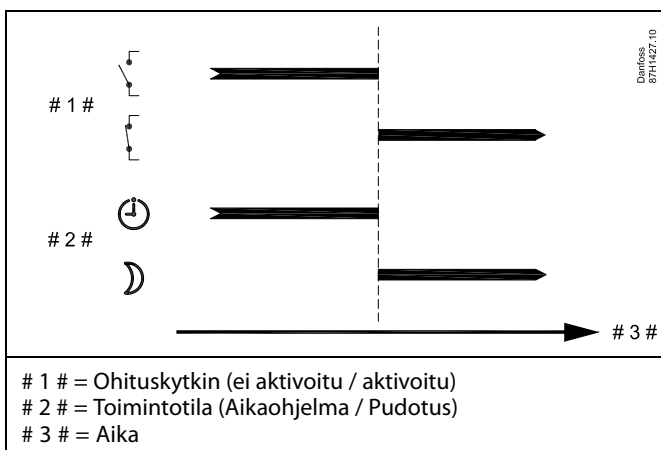 Danfoss
87H1427.10
# 1 #
# 2 #
# 3 #
# 1 # = Ohituskytkin (ei aktivoitu / aktivoitu)
# 2 # = Toimintotila (Aikaohjelma / Pudotus)
# 3 # = Aika